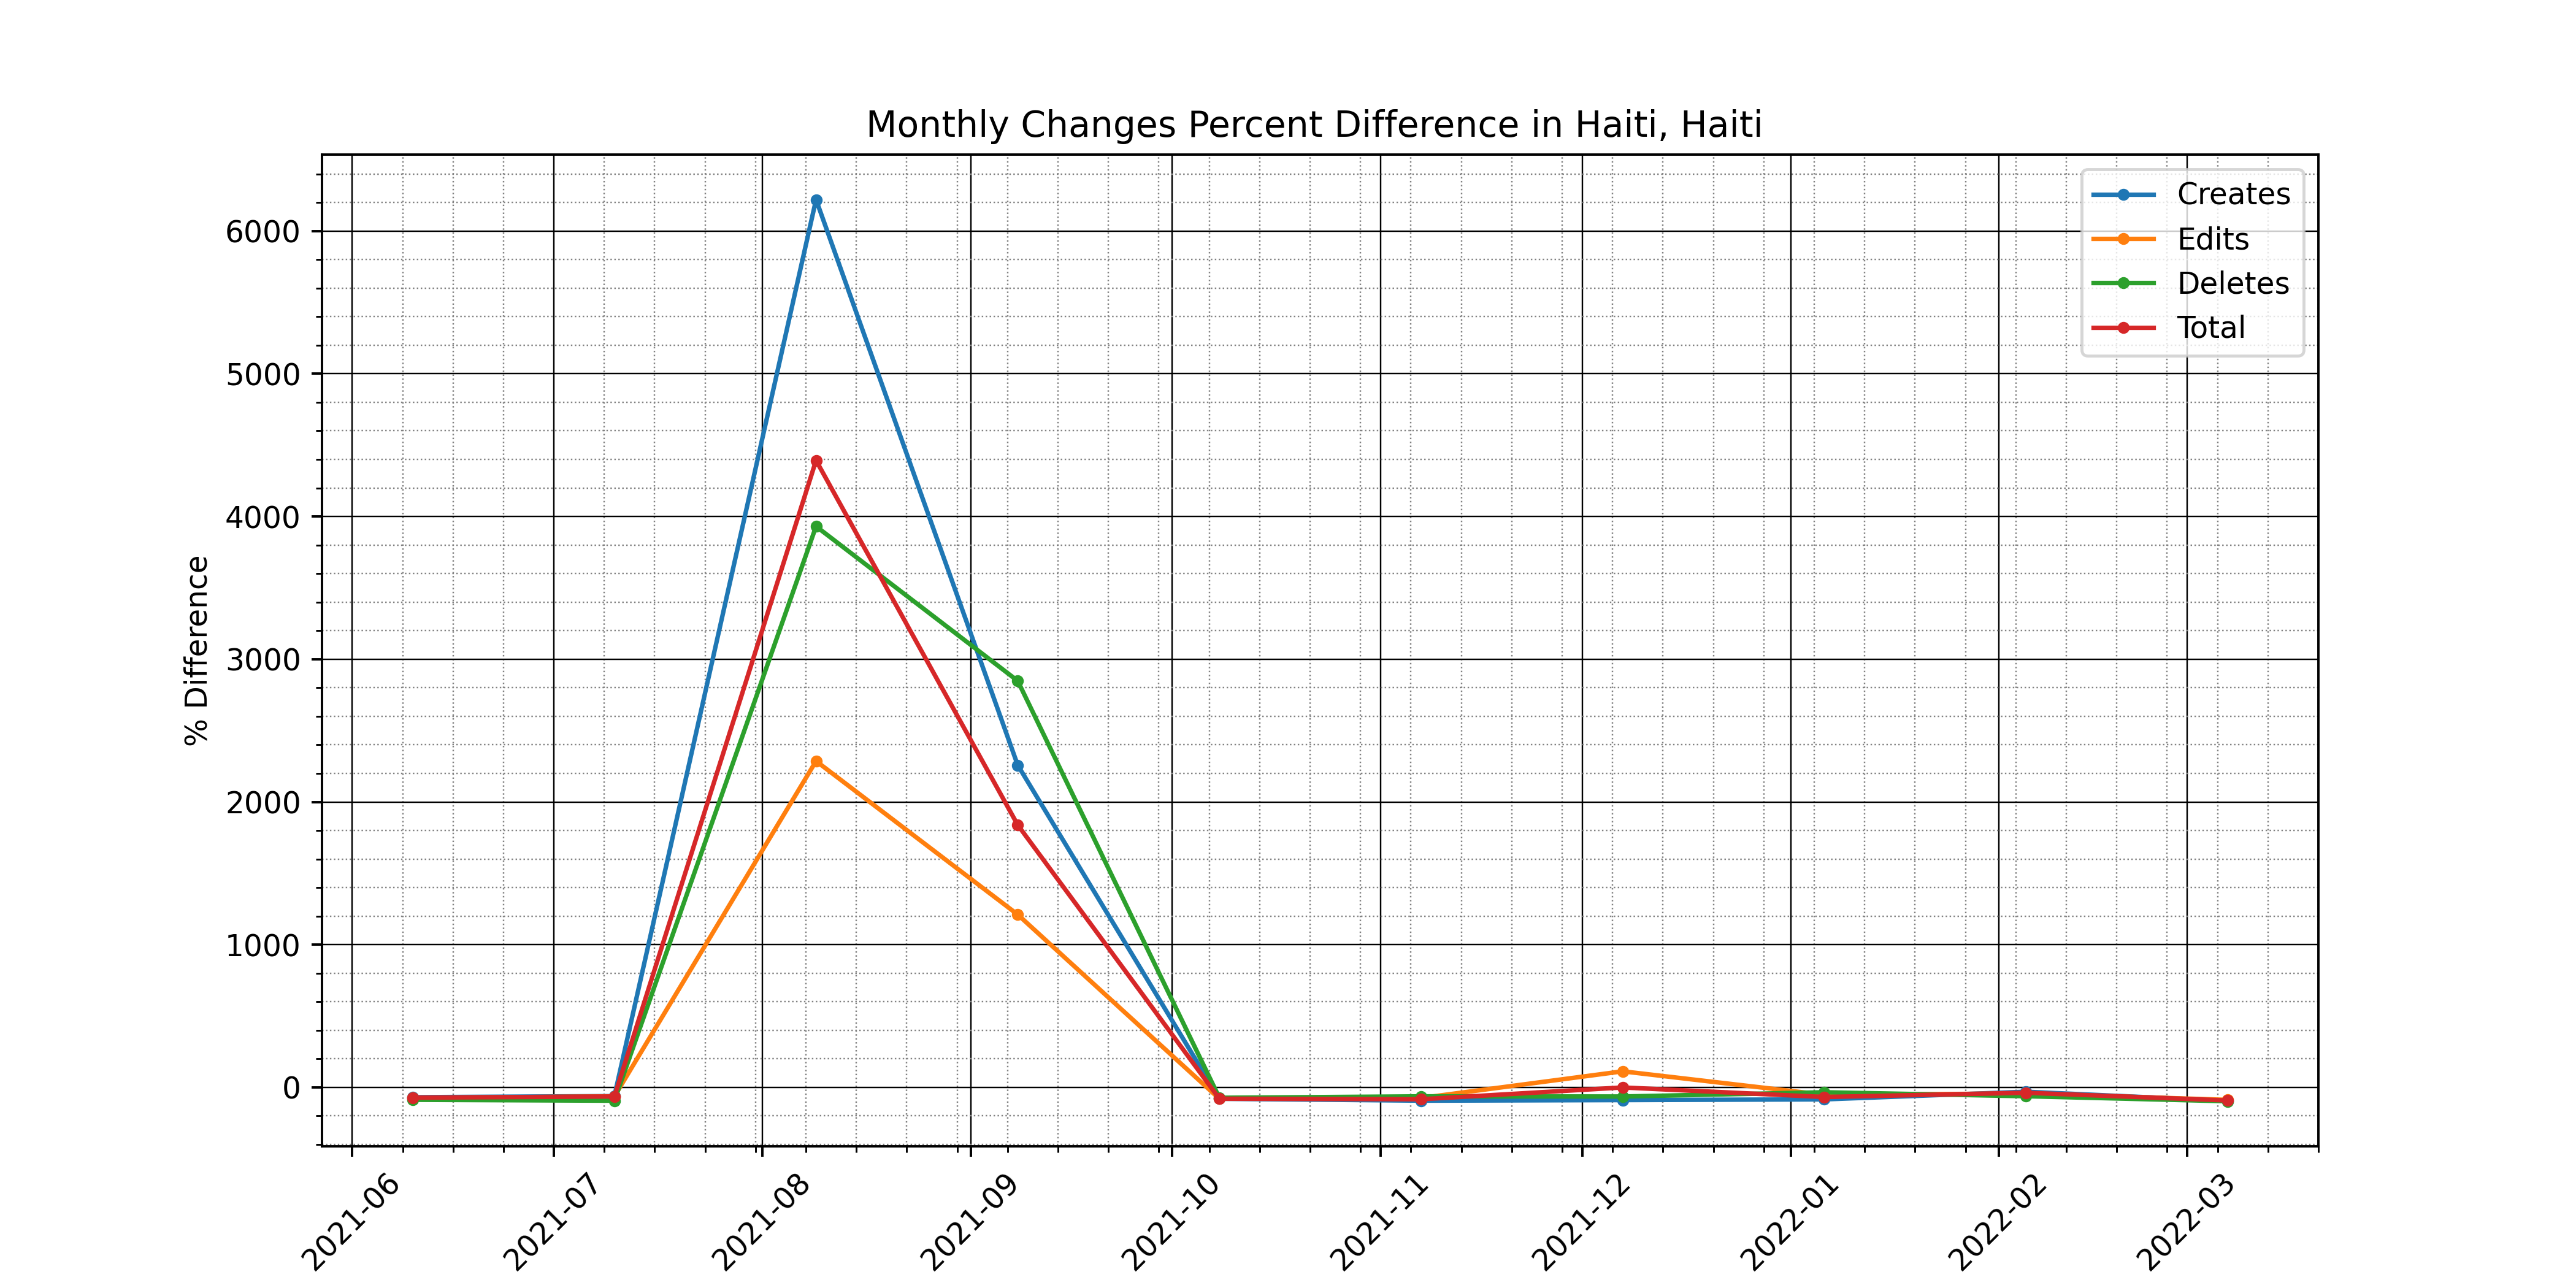 Monthly Changes Percent Difference in Haiti, Haiti
Creates
Edits
Deletes
Total
% Difference
6000
5000
4000
3000
2000
1000
0
2021-06
2021-07
2021-08
2021-09
2021-10
2021-11
2021-12
2022-01
2022-02
2022-03